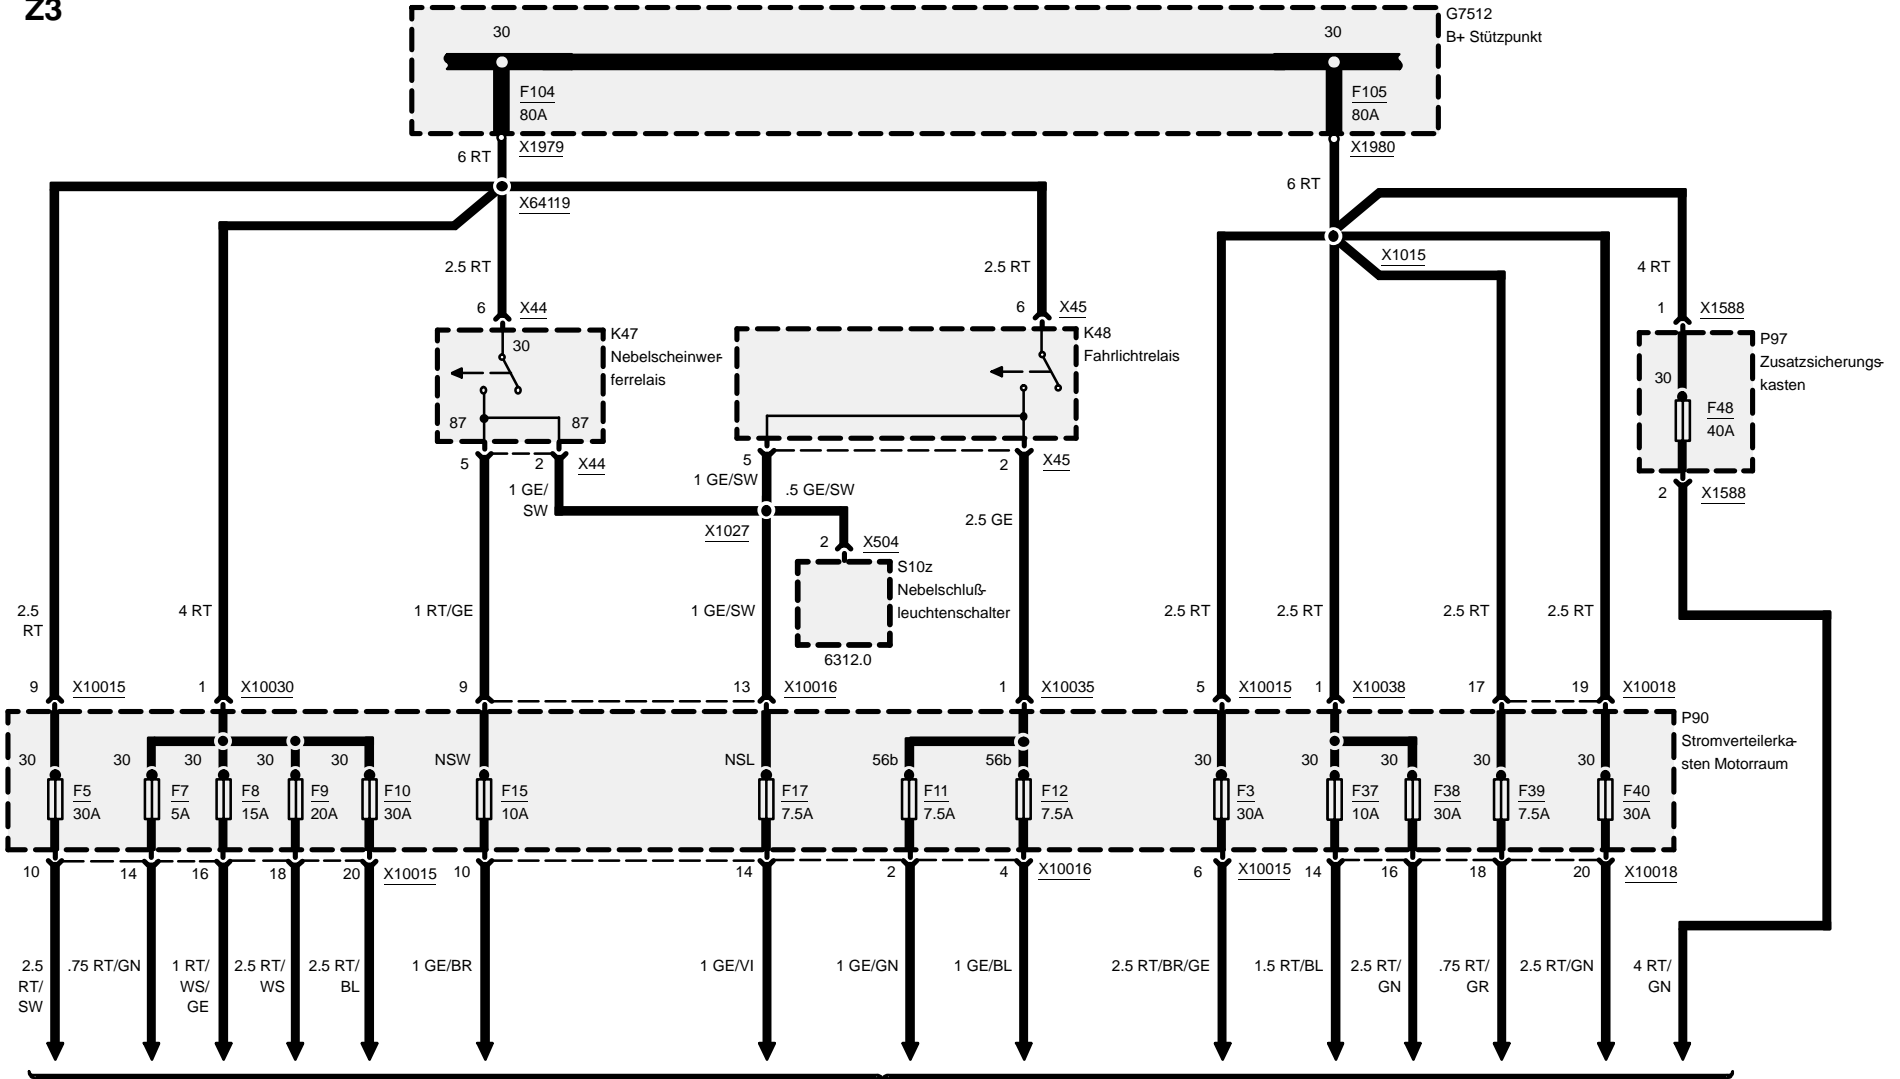 Z3
30
30
G7512
B+ Stützpunkt
F104
80A
F105
80A
X1979
X1980
6 RT
6 RT
X64119
X1015
2.5 RT
2.5 RT
4 RT
6
X44
6
X45
1
X1588
K47
Nebelscheinwer-
ferrelais
30
87
87
K48
Fahrlichtrelais
P97
Zusatzsicherungs-
kasten
30
F48
40A
5
2
X44
5
2
X45
2
X1588
1 GE/
SW
1 GE/SW
.5 GE/SW
2.5 GE
X1027
2
X504
S10z
Nebelschluß-
leuchtenschalter
6312.0
2.5
RT
4 RT
1 RT/GE
1 GE/SW
2.5 RT
2.5 RT
2.5 RT
2.5 RT
9
X10015
1
X10030
9
13
X10016
1
X10035
5
X10015
1
X10038
17
19
X10018
P90
Stromverteilerka-
sten Motorraum
30
30
30
30
30
NSW
NSL
56b
56b
30
30
30
30
30
F5
30A
F7
5A
F8
15A
F9
20A
F10
30A
F15
10A
F17
7.5A
F11
7.5A
F12
7.5A
F3
30A
F37
10A
F38
30A
F39
7.5A
F40
30A
10
14
16
18
20
X10015
10
14
2
4
X10016
6
X10015
14
16
18
20
X10018
2.5
RT/
SW
.75 RT/GN
1 RT/
WS/
GE
2.5 RT/
WS
2.5 RT/
BL
1 GE/BR
1 GE/VI
1 GE/GN
1 GE/BL
2.5 RT/BR/GE
1.5 RT/BL
2.5 RT/
GN
.75 RT/
GR
2.5 RT/GN
4 RT/
GN